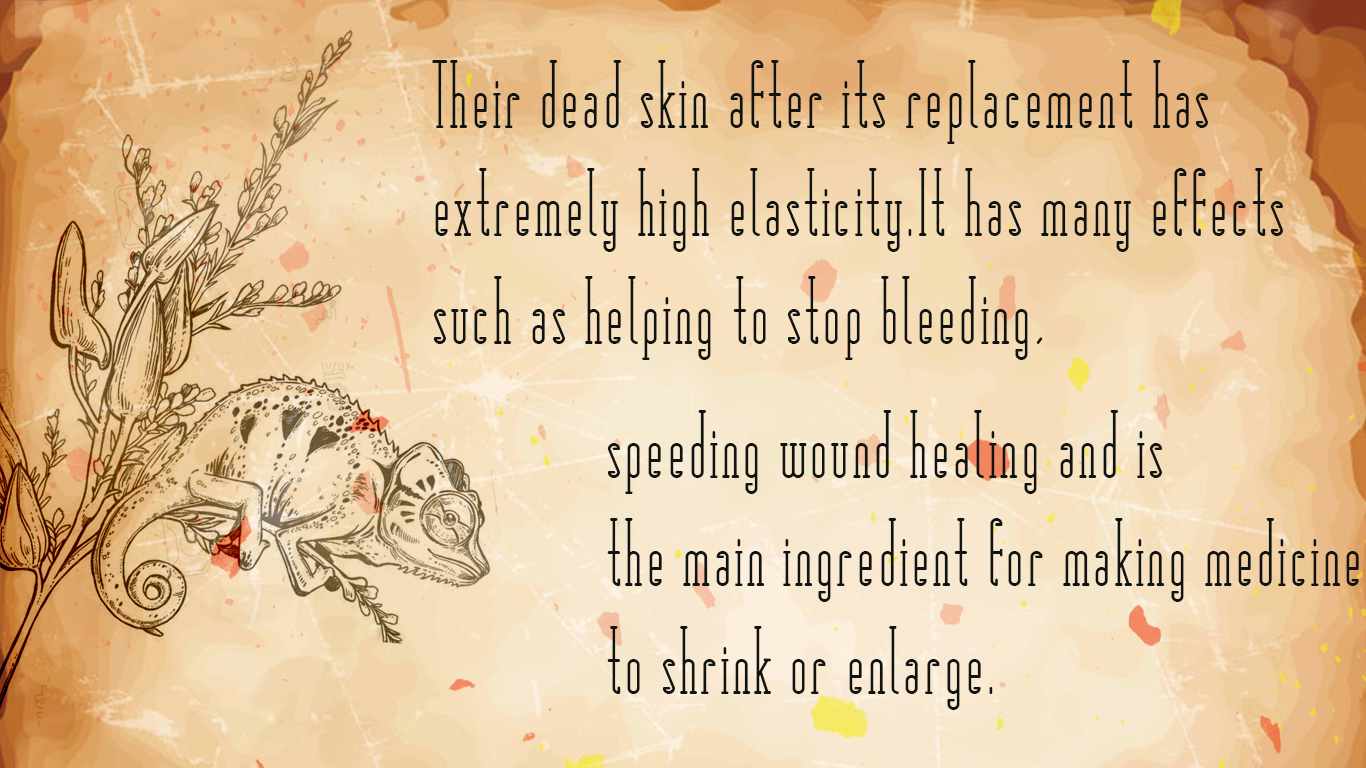 Their dead skin after its replacement has
extremely high elasticity.It has many effects
such as helping to stop bleeding,
speeding wound healing and is
the main ingredient for making medicine
to shrink or enlarge.